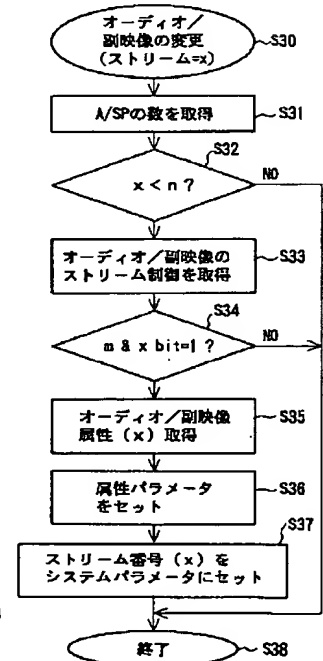 オーディオ／
副映像の変更
(ストリーム=x)
S30
A/SPの数を取得
S31
S32
x < n ?
NO
オーディオ／副映像の
ストリーム制御を取得
S33
S34
m & x bit=1 ?
NO
オーディオ／副映像
属性 (x) 取得
S35
属性パラメータ
をセット
S36
S37
ストリーム番号 (x) を
システムパラメータにセット
終了
S38